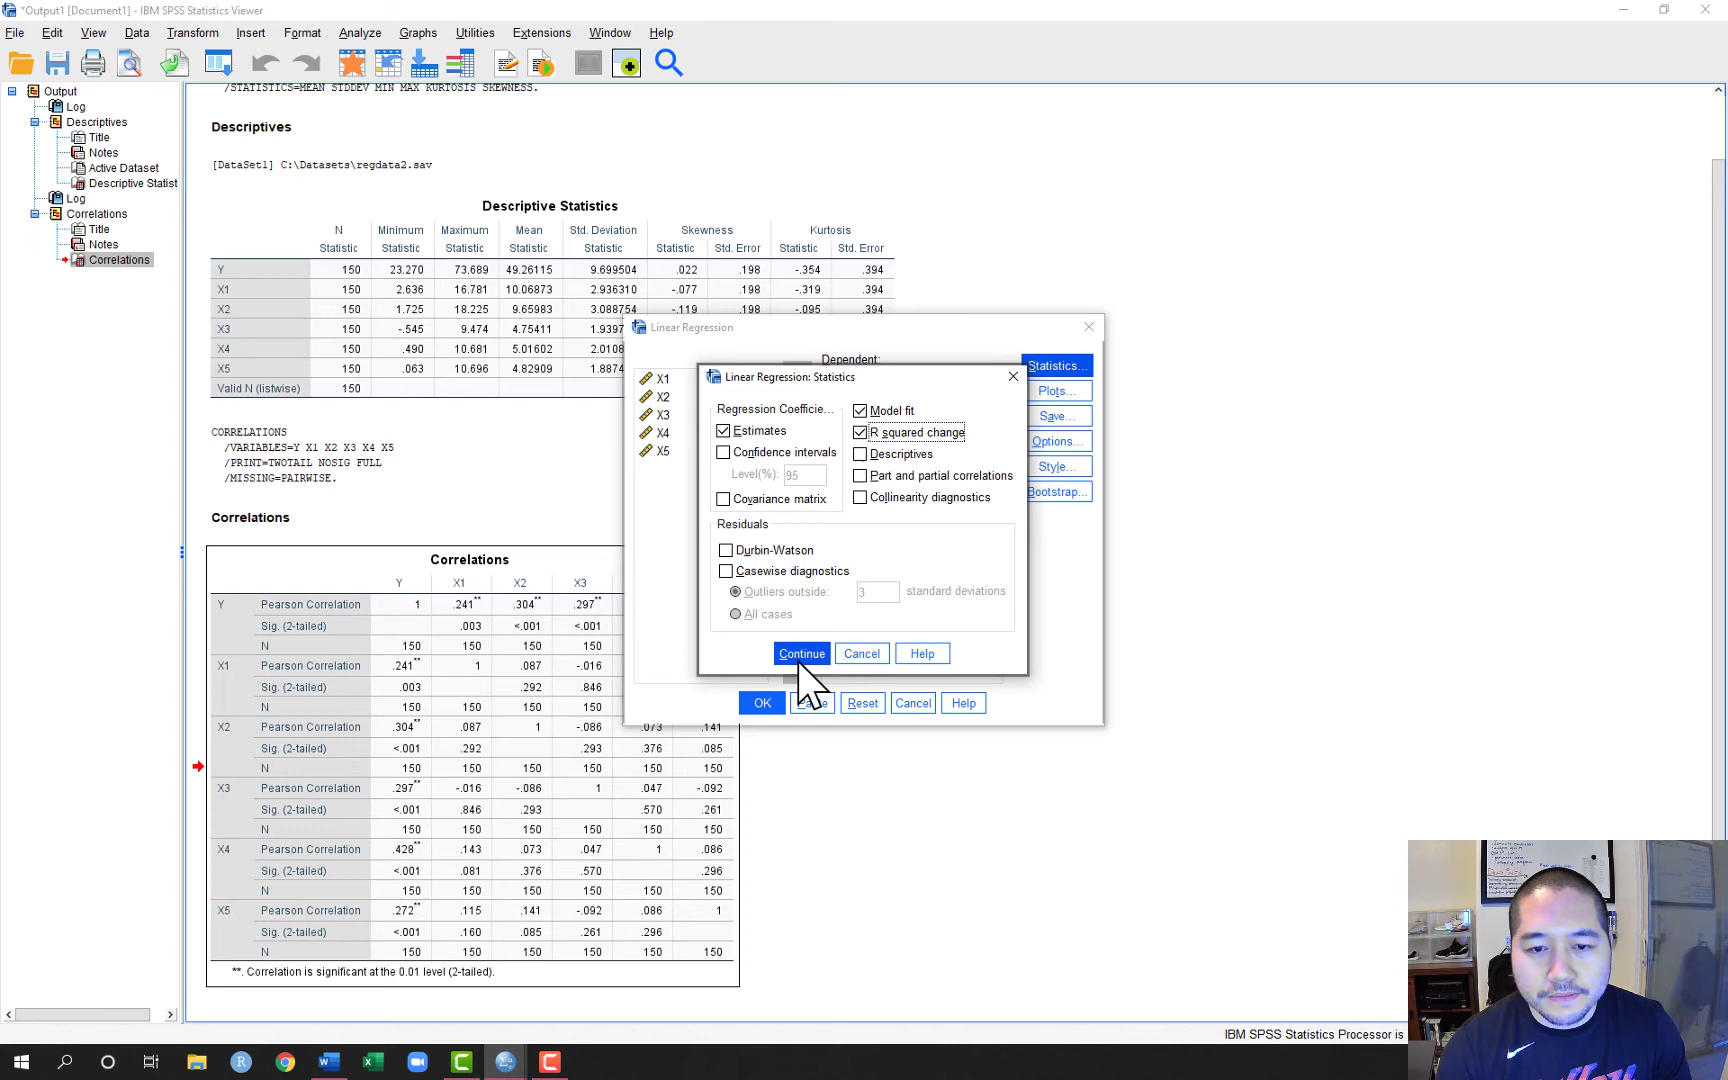 *Output1 [Document1] - IBM SPSS Statistics Viewer
File Edit View Data Transform Insert Format Analyze Graphs Utilities Extensions Window Help
Output
Log
Descriptives
Title
Notes
Active Dataset
Descriptive Statist
Log
Correlations
Title
Notes
Correlations
/STATISTICS=MEAN STDDEV MIN MAX KURTOSIS SKEWNESS.
Descriptives
[DataSet1] C:\Datasets\regdata2.sav
Descriptive Statistics
N Minimum Maximum Mean Std. Deviation Skewness Kurtosis
Statistic Statistic Statistic Statistic Statistic Statistic Std. Error Statistic Std. Error
Y 150 23.270 73.689 49.26115 9.699504 .022 .198 -.354 .394
X1 150 2.636 16.781 10.06873 2.936310 -.077 .198 -.319 .394
X2 150 1.725 18.225 9.65983 3.088754 -.119 .198 -.095 .394
X3 150 -.545 9.474 4.75411 1.9397
X4 150 .490 10.681 5.01602 2.0108
X5 150 .063 10.696 4.82909 1.887
Valid N (listwise) 150
CORRELATIONS
/VARIABLES=Y X1 X2 X3 X4 X5
/PRINT=TWOTAIL NOSIG FULL
/MISSING=PAIRWISE.
Correlations
Correlations
Y X1 X2 X3
Y Pearson Correlation 1 .241** .304** .297**
Sig. (2-tailed) .003 <.001 <.001
N 150 150 150 150
X1 Pearson Correlation .241** 1 .087 -.016
Sig. (2-tailed) .003 .292 .846
N 150 150 150 150
X2 Pearson Correlation .304** .087 1 -.086 .073 .141
Sig. (2-tailed) <.001 .292 .293 .376 .085
N 150 150 150 150 150 150
X3 Pearson Correlation .297** -.016 -.086 1 .047 -.092
Sig. (2-tailed) <.001 .846 .293 .570 .261
N 150 150 150 150 150 150
X4 Pearson Correlation .428** .143 .073 .047 1 .086
Sig. (2-tailed) <.001 .081 .376 .570 .296
N 150 150 150 150 150 150
X5 Pearson Correlation .272** .115 .141 -.092 .086 1
Sig. (2-tailed) <.001 .160 .085 .261 .296
N 150 150 150 150 150 150
**. Correlation is significant at the 0.01 level (2-tailed).
Linear Regression
Dependent:
X1
X2
X3
X4
X5
Statistics...
Plots...
Save...
Options...
Style...
Bootstrap...
OK Reset Cancel Help
Linear Regression: Statistics
Regression Coefficie...
Estimates
Confidence intervals
Level(%): 95
Covariance matrix
Model fit
R squared change
Descriptives
Part and partial correlations
Collinearity diagnostics
Residuals
Durbin-Watson
Casewise diagnostics
Outliers outside: 3 standard deviations
All cases
Continue Cancel Help
IBM SPSS Statistics Processor is